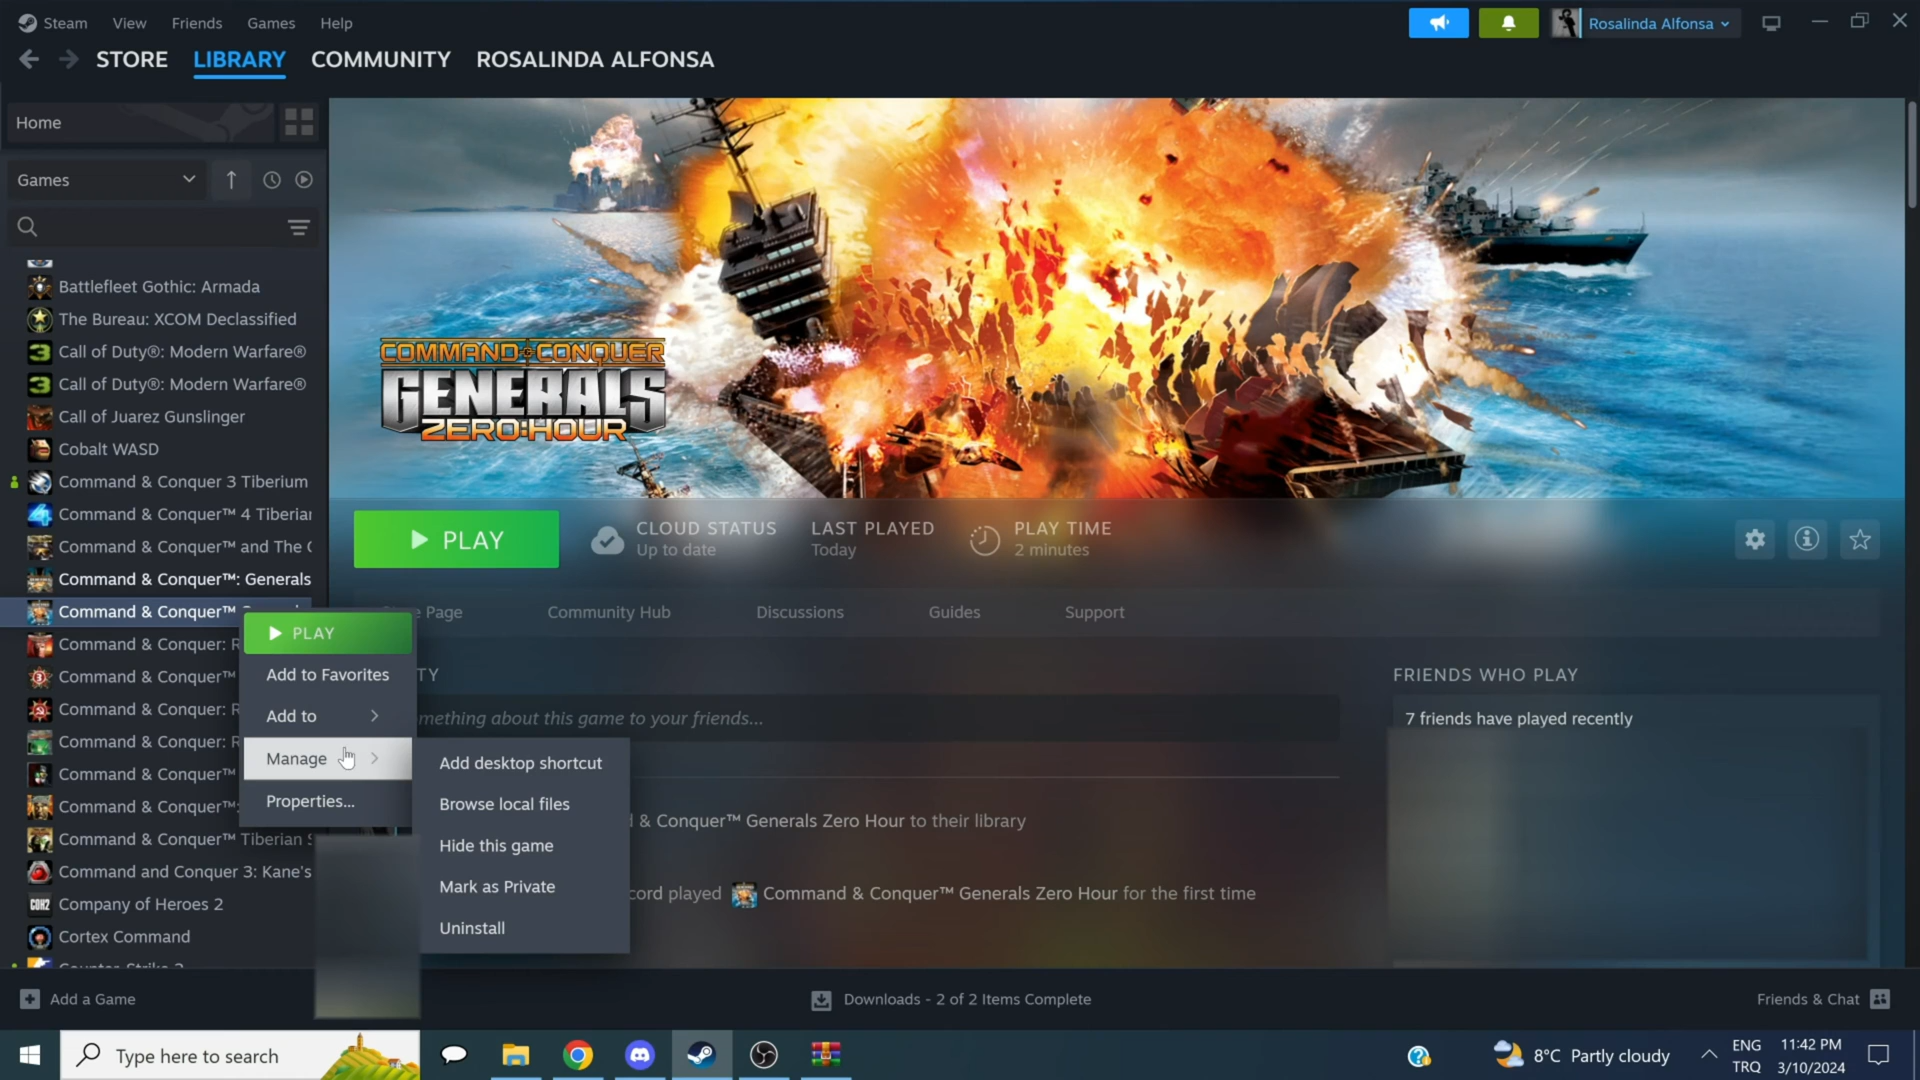 Steam View Friends Games Help
Rosalinda Alfonsa
STORE LIBRARY COMMUNITY ROSALINDA ALFONSA
Home
Games
Battlefleet Gothic: Armada
The Bureau: XCOM Declassified
Call of Duty®: Modern Warfare®
Call of Duty®: Modern Warfare®
Call of Juarez Gunslinger
Cobalt WASD
Command & Conquer 3 Tiberium
Command & Conquer™ 4 Tiberian
Command & Conquer™ and The C
Command & Conquer™: Generals
Command & Conquer™
Command & Conquer: R
Command & Conquer™
Command & Conquer: R
Command & Conquer: R
Command & Conquer™
Command & Conquer™:
Command & Conquer™ Tiberian S
Command and Conquer 3: Kane's
Company of Heroes 2
Cortex Command
Counter-Strike 2
COMMAND & CONQUER
GENERALS
ZERO:HOUR
PLAY
CLOUD STATUS
Up to date
LAST PLAYED
Today
PLAY TIME
2 minutes
Page Community Hub Discussions Guides Support
PLAY
Add to Favorites
Add to
Manage
Properties...
Add desktop shortcut
Browse local files
Hide this game
Mark as Private
Uninstall
TY
mething about this game to your friends...
& Conquer™ Generals Zero Hour to their library
cord played Command & Conquer™ Generals Zero Hour for the first time
FRIENDS WHO PLAY
7 friends have played recently
Add a Game
Downloads - 2 of 2 Items Complete
Friends & Chat
Type here to search
8°C Partly cloudy
ENG
TRQ
11:42 PM
3/10/2024